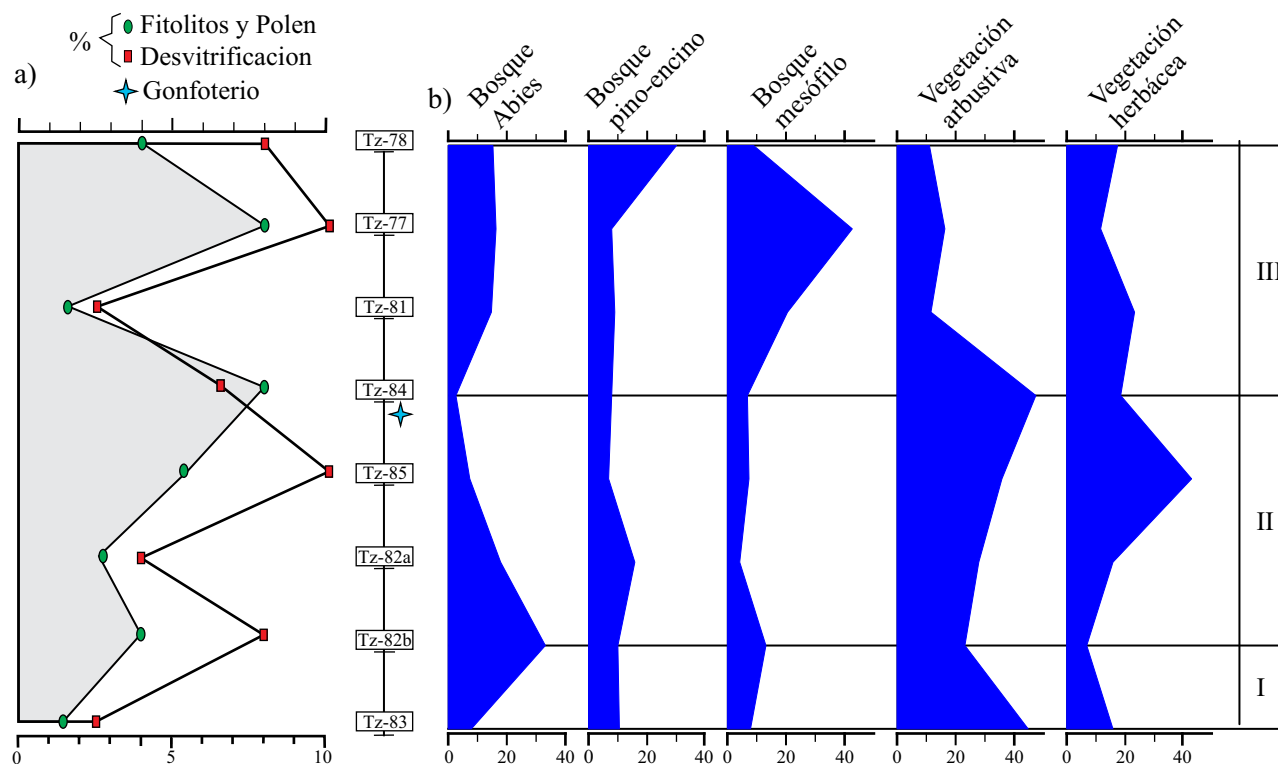 a)
%
Fitolitos y Polen
Desvitrificacion
Gonfoterio
Tz-78
Tz-77
Tz-81
Tz-84
Tz-85
Tz-82a
Tz-82b
Tz-83
0 5 10
b)
Bosque
Abies
Bosque
pino-encino
Bosque
mesófilo
Vegetación
arbustiva
Vegetación
herbácea
III
II
I
0 20 40
0 20 40
0 20 40
0 20 40
0 20 40